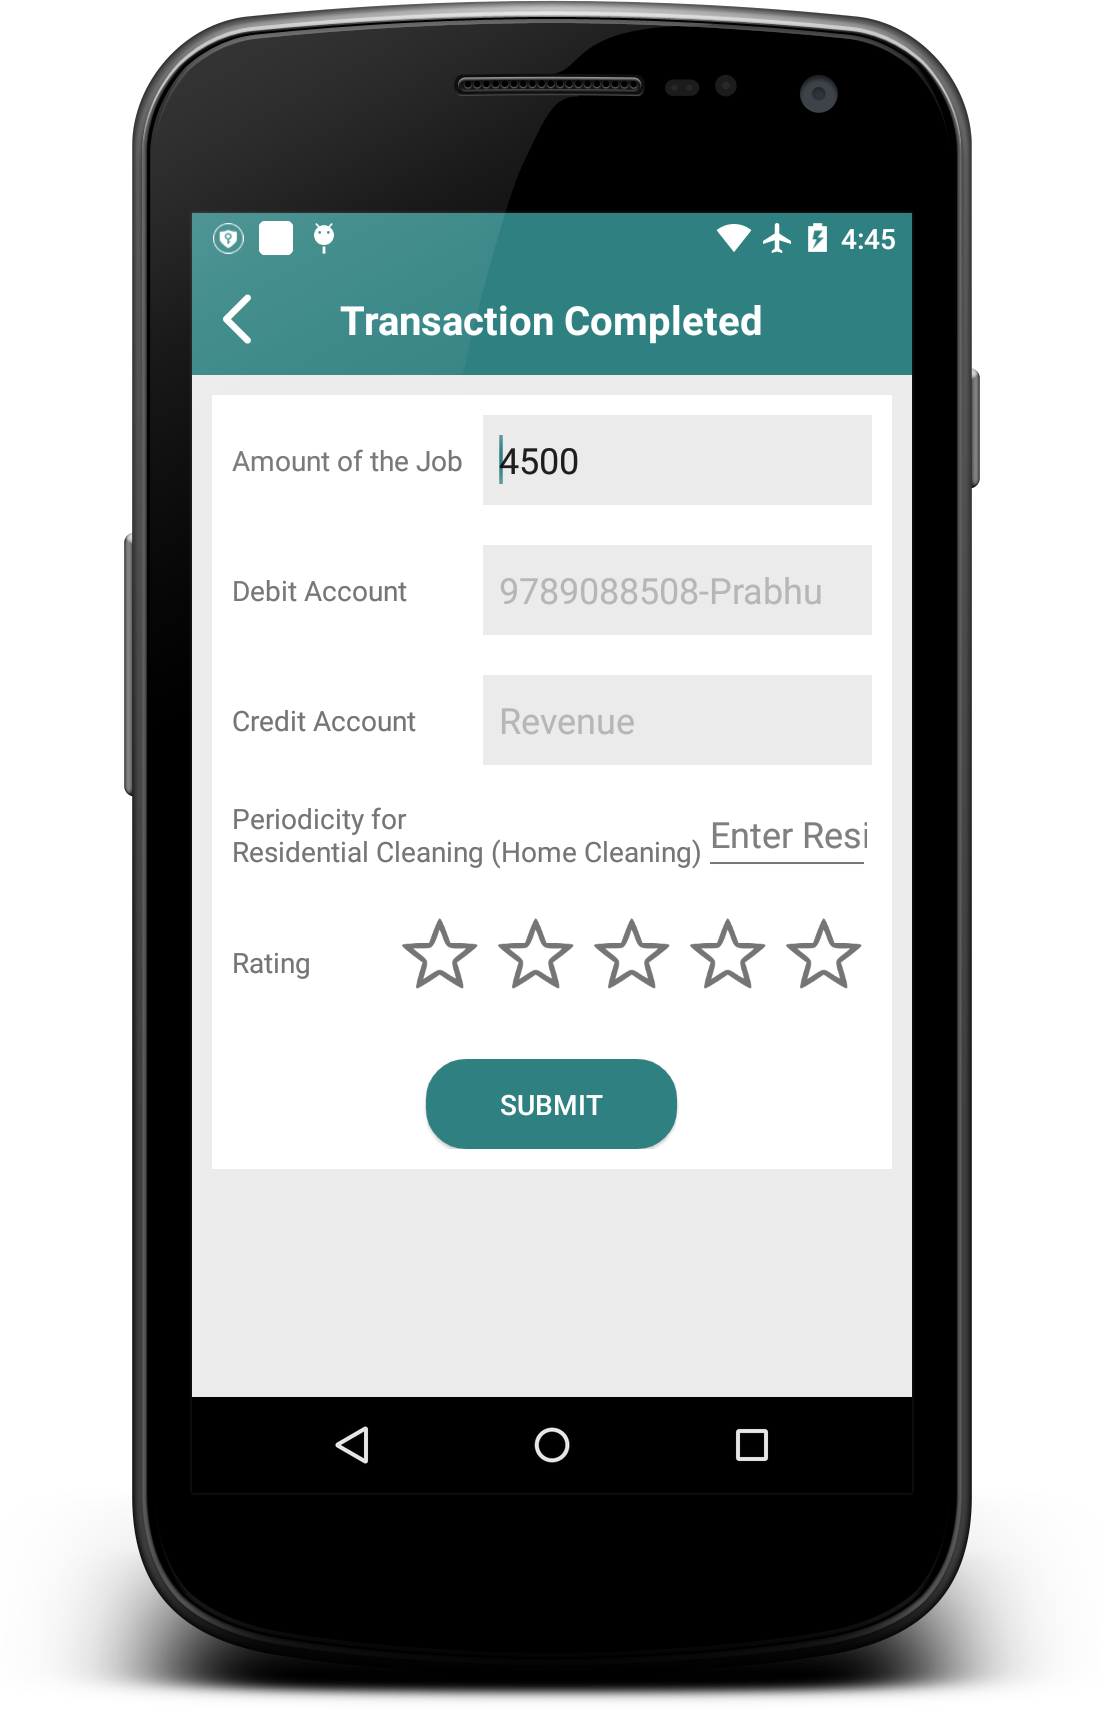 4:45
Transaction Completed
Amount of the Job 4500
Debit Account 9789088508-Prabhu
Credit Account Revenue
Periodicity for
Residential Cleaning (Home Cleaning) Enter Resi
Rating
SUBMIT